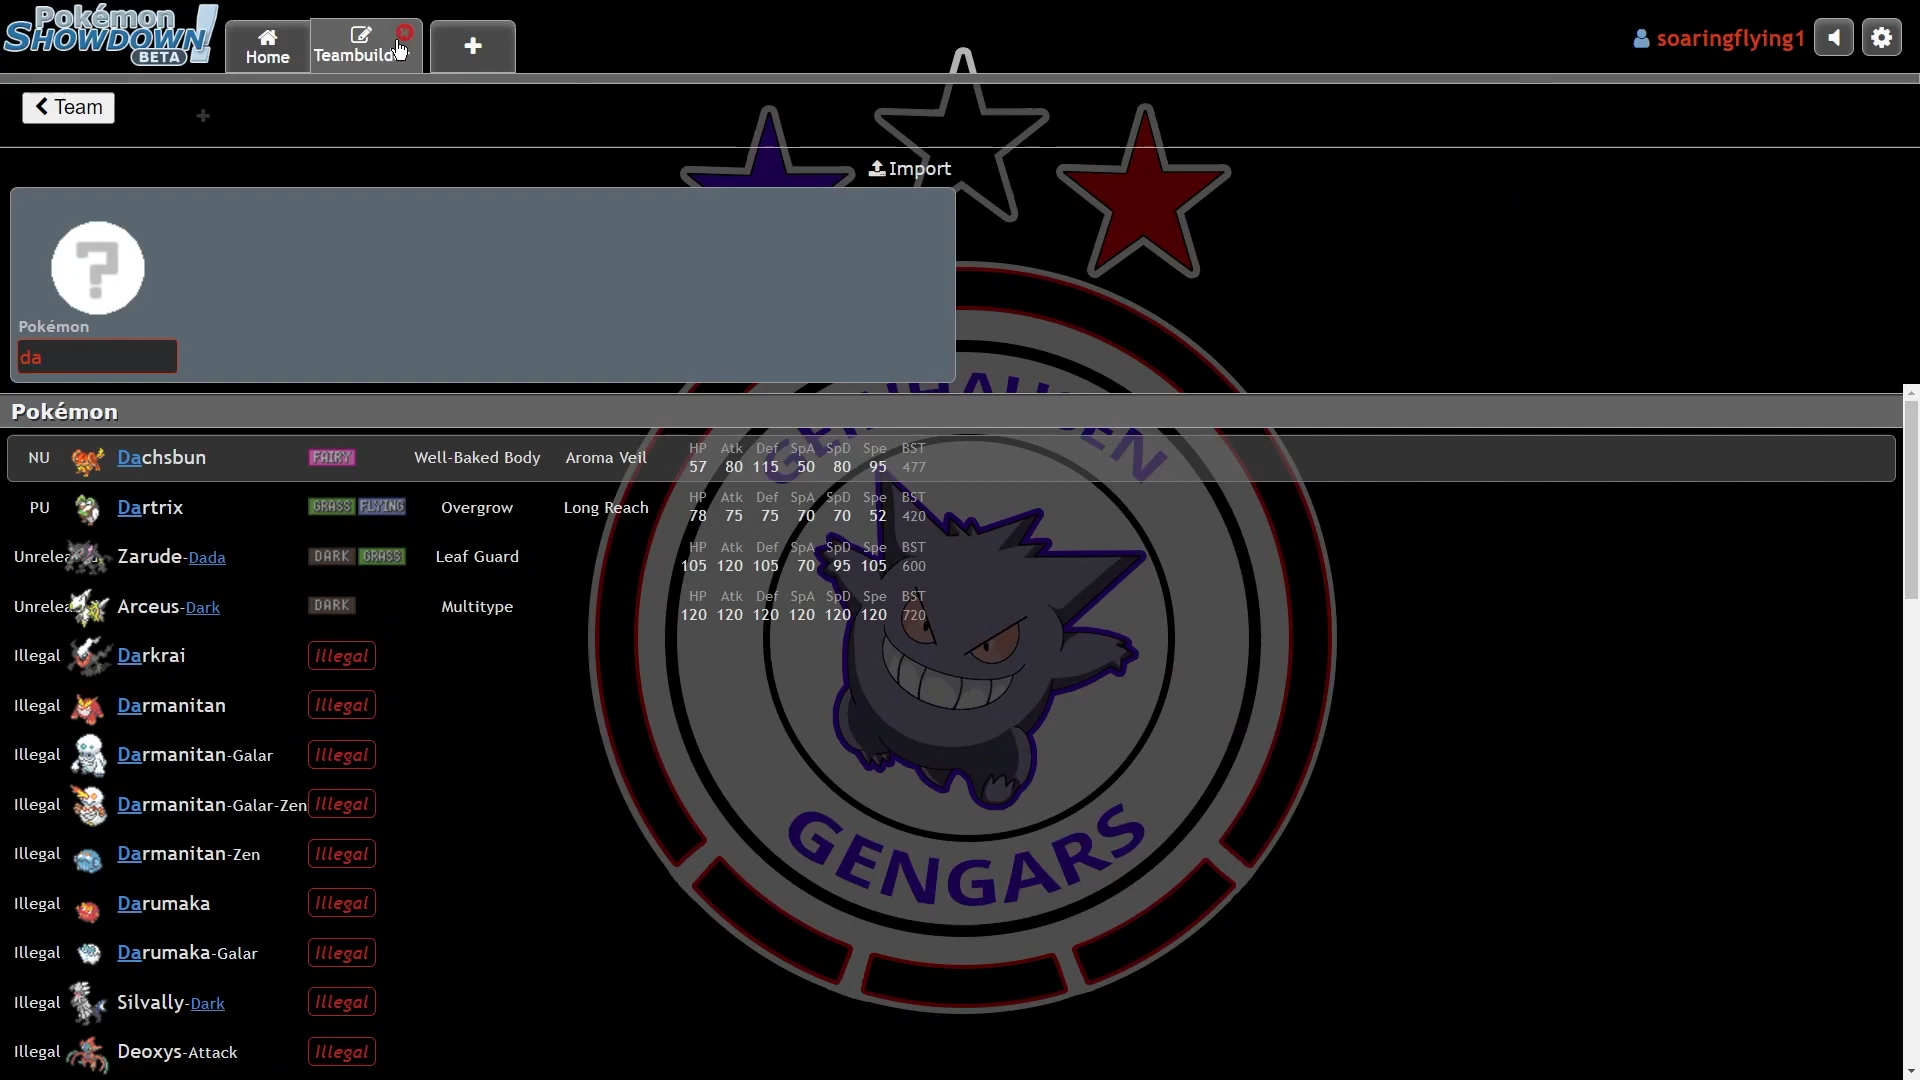 Pokémon
SHOWDOWN!
BETA
Home
Teambuild
soaringflying1
Team
Import
Pokémon
da
Pokémon
NU Dachsbun FAIRY Well-Baked Body Aroma Veil HP 57 Atk 80 Def 115 SpA 50 SpD 80 Spe 95 BST 477
PU Dartrix GRASS FLYING Overgrow Long Reach HP 78 Atk 75 Def 75 SpA 70 SpD 70 Spe 52 BST 420
Unrelea Zarude-Dada DARK GRASS Leaf Guard HP 105 Atk 120 Def 105 SpA 70 SpD 95 Spe 105 BST 600
Unrelea Arceus-Dark DARK Multitype HP 120 Atk 120 Def 120 SpA 120 SpD 120 Spe 120 BST 720
Illegal Darkrai Illegal
Illegal Darmanitan Illegal
Illegal Darmanitan-Galar Illegal
Illegal Darmanitan-Galar-Zen Illegal
Illegal Darmanitan-Zen Illegal
Illegal Darumaka Illegal
Illegal Darumaka-Galar Illegal
Illegal Silvally-Dark Illegal
Illegal Deoxys-Attack Illegal
GENGARS